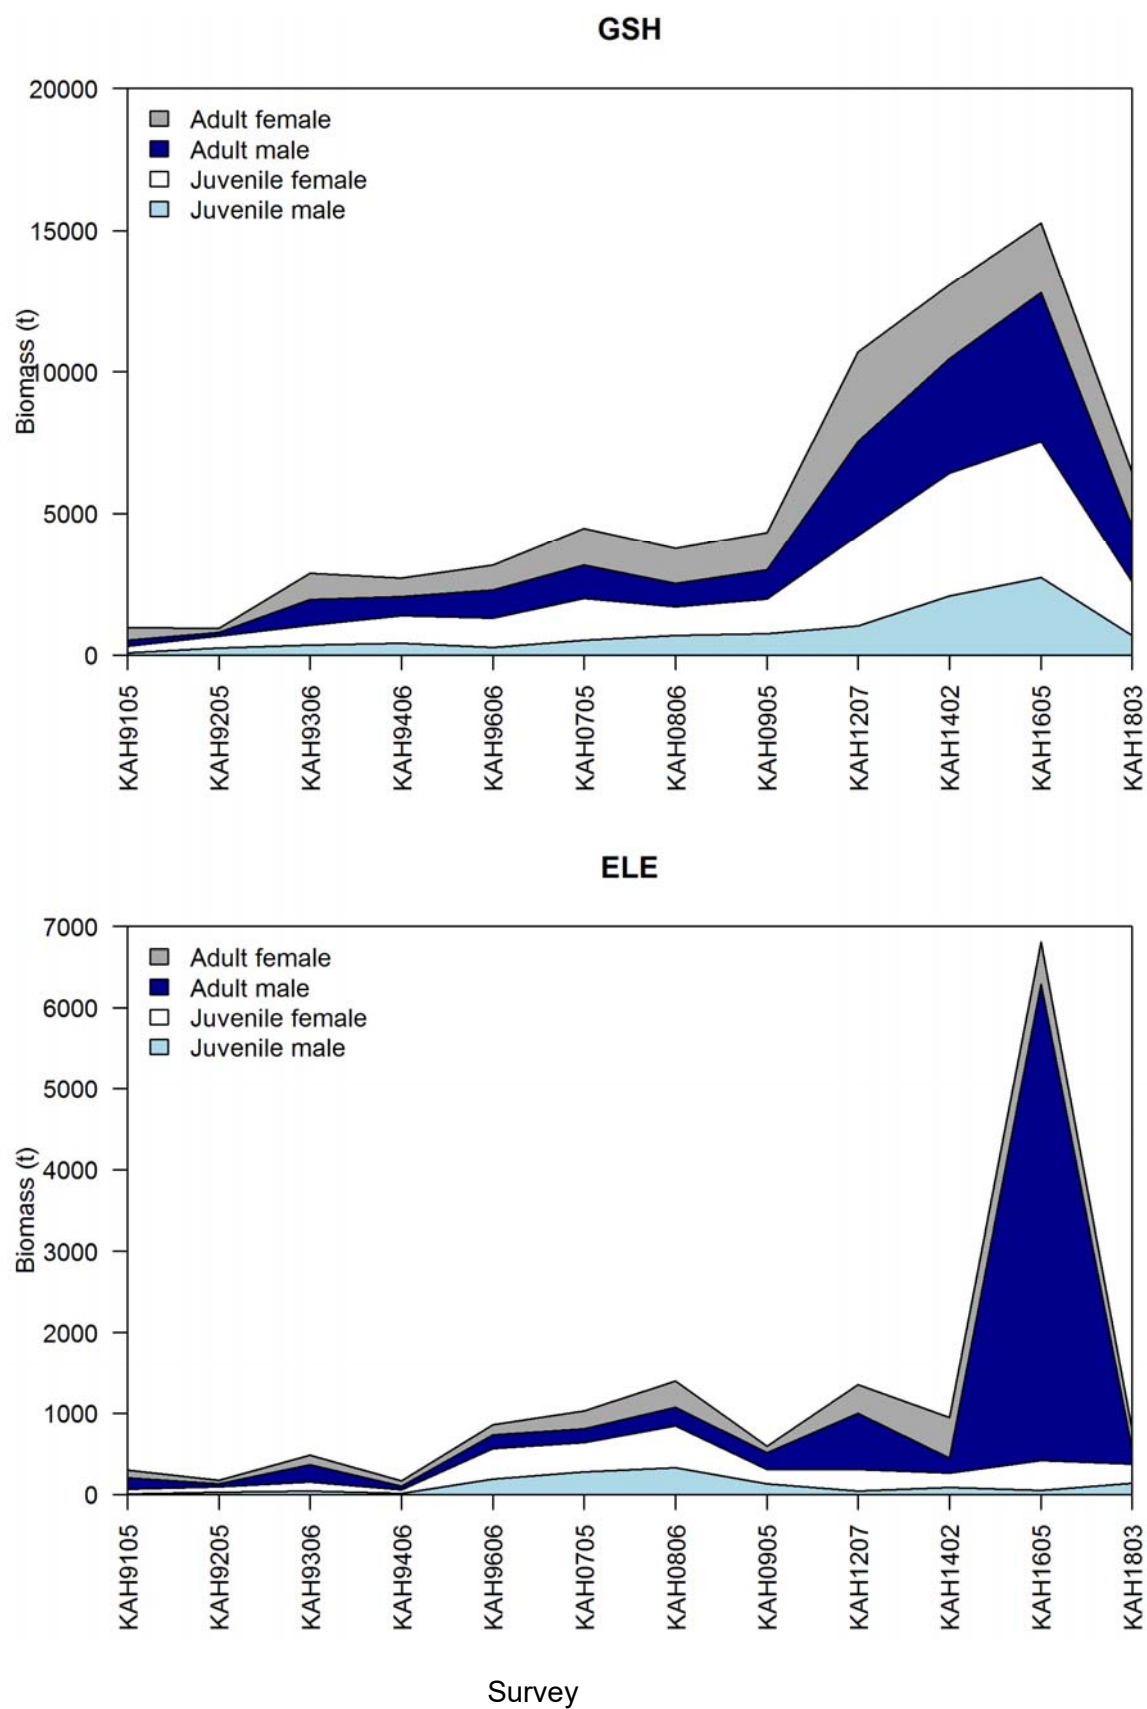 GSH
20000
15000
10000
5000
0
Biomass (t)
Adult female
Adult male
Juvenile female
Juvenile male
KAH9105
KAH9205
KAH9306
KAH9406
KAH9606
KAH0705
KAH0806
KAH0905
KAH1207
KAH1402
KAH1605
KAH1803
ELE
7000
6000
5000
4000
3000
2000
1000
0
Biomass (t)
Adult female
Adult male
Juvenile female
Juvenile male
KAH9105
KAH9205
KAH9306
KAH9406
KAH9606
KAH0705
KAH0806
KAH0905
KAH1207
KAH1402
KAH1605
KAH1803
Survey